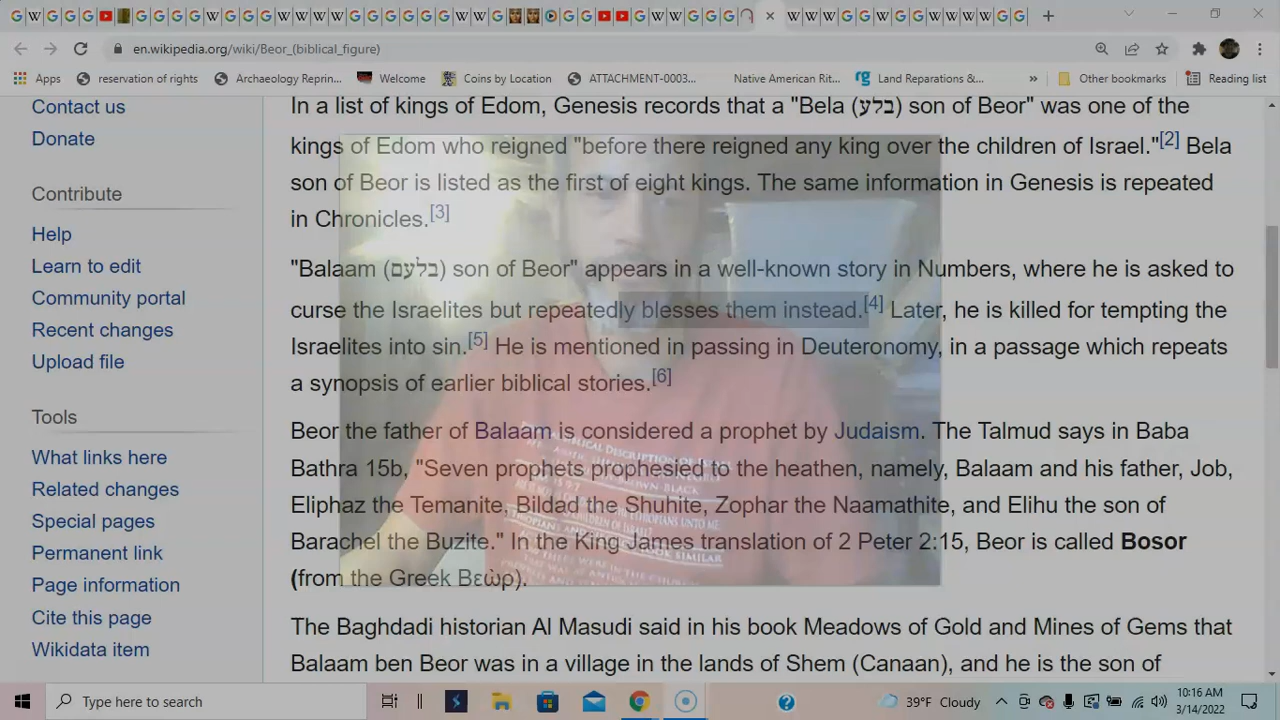 en.wikipedia.org/wiki/Beor_(biblical_figure)
Apps reservation of rights Archaeology Reprin... Welcome Coins by Location ATTACHMENT-0003... Native American Rit... Land Reparations &... » Other bookmarks Reading list
Contact us
Donate
Contribute
Help
Learn to edit
Community portal
Recent changes
Upload file
Tools
What links here
Related changes
Special pages
Permanent link
Page information
Cite this page
Wikidata item
In a list of kings of Edom, Genesis records that a "Bela (בלע) son of Beor" was one of the
kings of Edom who reigned "before there reigned any king over the children of Israel."[2] Bela
son of Beor is listed as the first of eight kings. The same information in Genesis is repeated
in Chronicles.[3]
"Balaam (בלעם) son of Beor" appears in a well-known story in Numbers, where he is asked to
curse the Israelites but repeatedly blesses them instead.[4] Later, he is killed for tempting the
Israelites into sin.[5] He is mentioned in passing in Deuteronomy, in a passage which repeats
a synopsis of earlier biblical stories.[6]
Beor the father of Balaam is considered a prophet by Judaism. The Talmud says in Baba
Bathra 15b, "Seven prophets prophesied to the heathen, namely, Balaam and his father, Job,
Eliphaz the Temanite, Bildad the Shuhite, Zophar the Naamathite, and Elihu the son of
Barachel the Buzite." In the King James translation of 2 Peter 2:15, Beor is called Bosor
(from the Greek Βεὼρ).
The Baghdadi historian Al Masudi said in his book Meadows of Gold and Mines of Gems that
Balaam ben Beor was in a village in the lands of Shem (Canaan), and he is the son of
Type here to search
39°F Cloudy
10:16 AM
3/14/2022